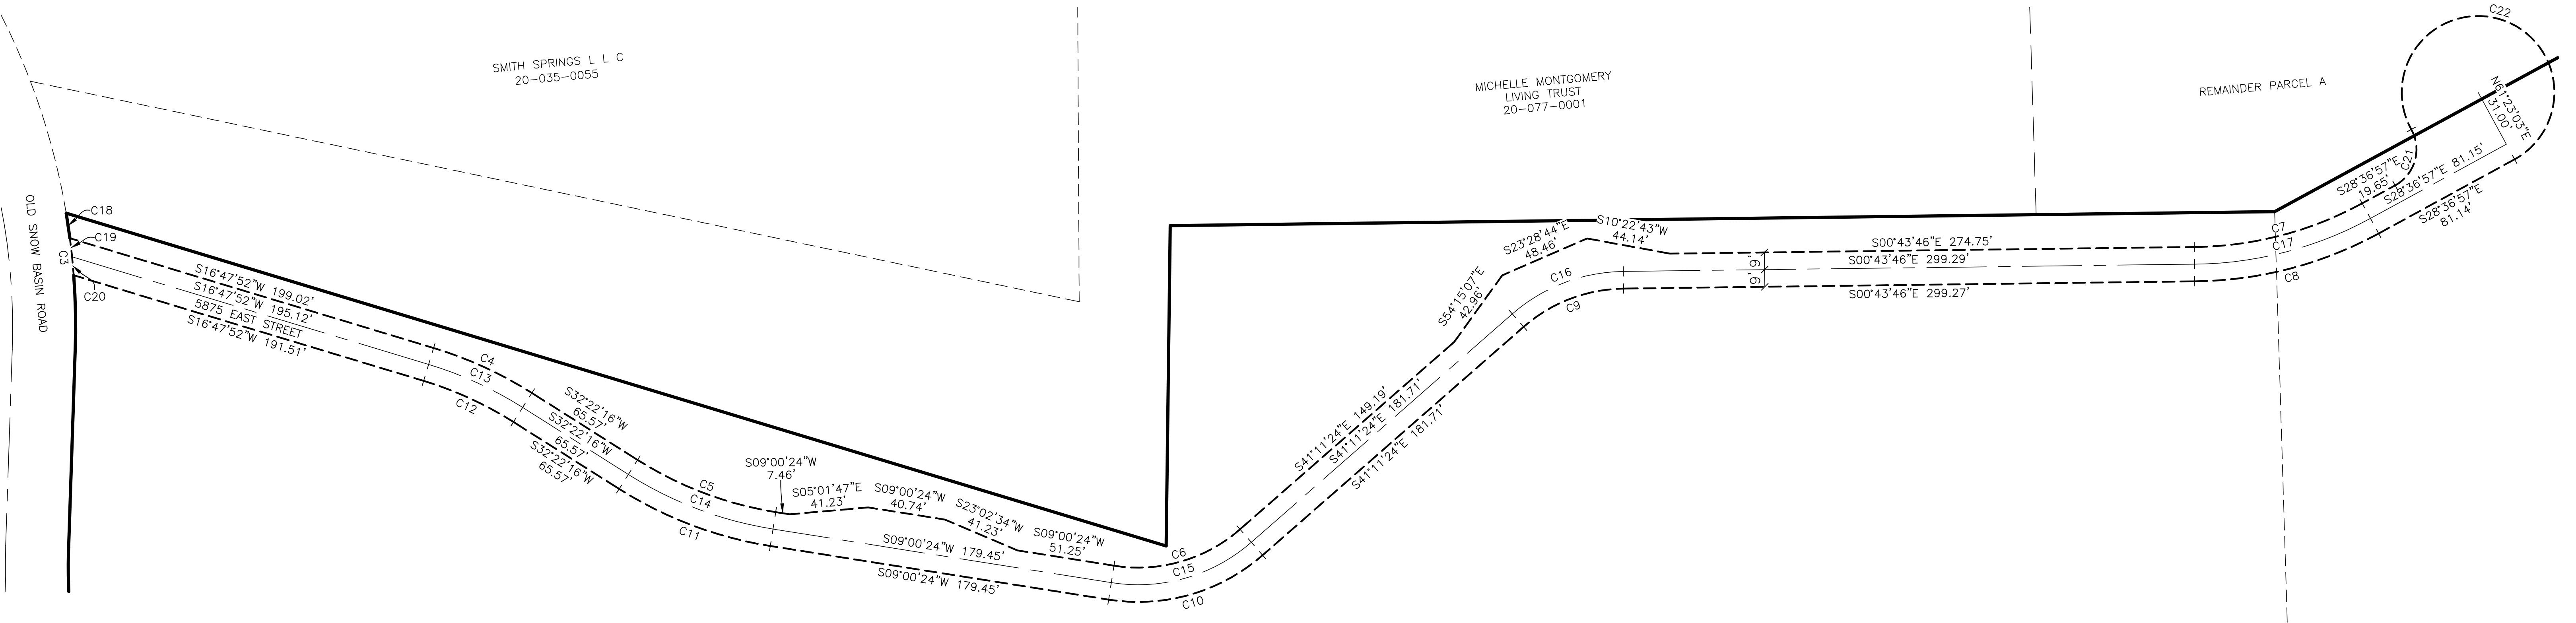 SMITH SPRINGS L L C
20-035-0055
MICHELLE MONTGOMERY
LIVING TRUST
20-077-0001
REMAINDER PARCEL A
OLD SNOW BASIN ROAD
C18
C19
C3
C20
S16°47'52"W 199.02'
S16°47'52"W 195.12'
5875 EAST STREET
S16°47'52"W 191.51'
C4
C13
C12
S32°22'16"W
65.57'
S32°22'16"W
65.57'
S32°22'16"W
65.57'
C5
C14
C11
S09°00'24"W
7.46'
S05°01'47"E
41.23'
S09°00'24"W
40.74'
S23°02'34"W
41.23'
S09°00'24"W
51.25'
S09°00'24"W 179.45'
S09°00'24"W 179.45'
C6
C15
C10
S41°11'24"E 149.19'
S41°11'24"E 181.71'
S41°11'24"E 181.71'
S54°15'07"E
42.96'
S23°28'44"E
48.46'
S10°22'43"W
44.14'
C16
C9
9'
9'
S00°43'46"E 274.75'
S00°43'46"E 299.29'
S00°43'46"E 299.27'
C7
C17
C8
S28°36'57"E
19.65'
S28°36'57"E 81.15'
S28°36'57"E
81.14'
C21
C22
N61°23'03"E
31.00'